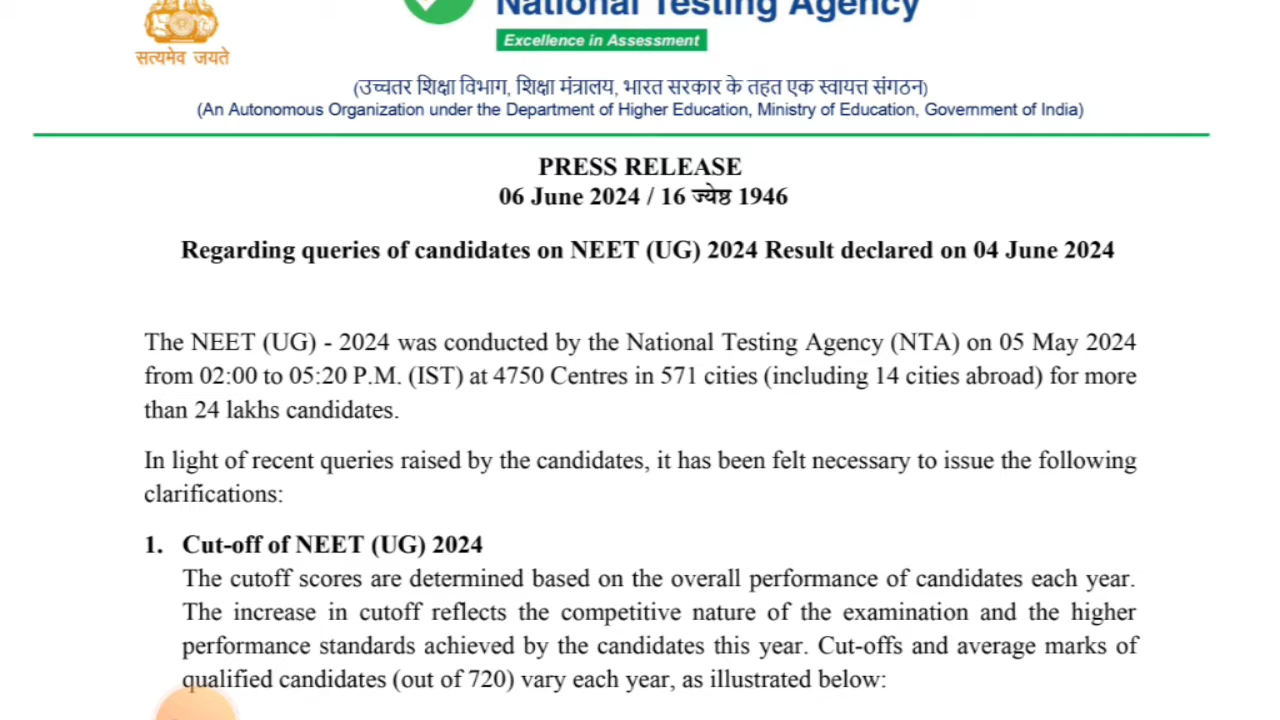 National Testing Agency
Excellence in Assessment
सत्यमेव जयते
(उच्चतर शिक्षा विभाग, शिक्षा मंत्रालय, भारत सरकार के तहत एक स्वायत्त संगठन)
(An Autonomous Organization under the Department of Higher Education, Ministry of Education, Government of India)
PRESS RELEASE
06 June 2024 / 16 ज्येष्ठ 1946
Regarding queries of candidates on NEET (UG) 2024 Result declared on 04 June 2024
The NEET (UG) - 2024 was conducted by the National Testing Agency (NTA) on 05 May 2024
from 02:00 to 05:20 P.M. (IST) at 4750 Centres in 571 cities (including 14 cities abroad) for more
than 24 lakhs candidates.
In light of recent queries raised by the candidates, it has been felt necessary to issue the following
clarifications:
1. Cut-off of NEET (UG) 2024
The cutoff scores are determined based on the overall performance of candidates each year.
The increase in cutoff reflects the competitive nature of the examination and the higher
performance standards achieved by the candidates this year. Cut-offs and average marks of
qualified candidates (out of 720) vary each year, as illustrated below: